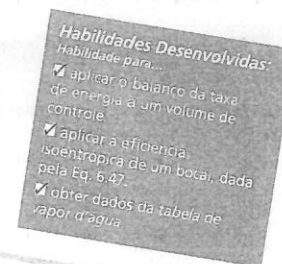 Habilidades Desenvolvidas:
Habilidade para...
aplicar o balanço da taxa
de energia a um volume de
controle.
aplicar a eficiência
isoentrópica de um bocal, dada
pela Eq. 6.47.
obter dados da tabela de
vapor d'água